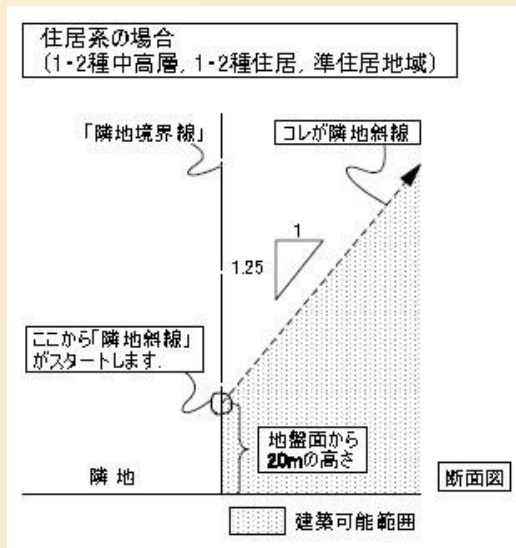 住居系の場合
(1・2種中高層, 1・2種住居, 準住居地域)
「隣地境界線」
コレが隣地斜線
1
1.25
ここから「隣地斜線」
がスタートします.
地盤面から
20mの高さ
隣 地
断面図
建築可能範囲